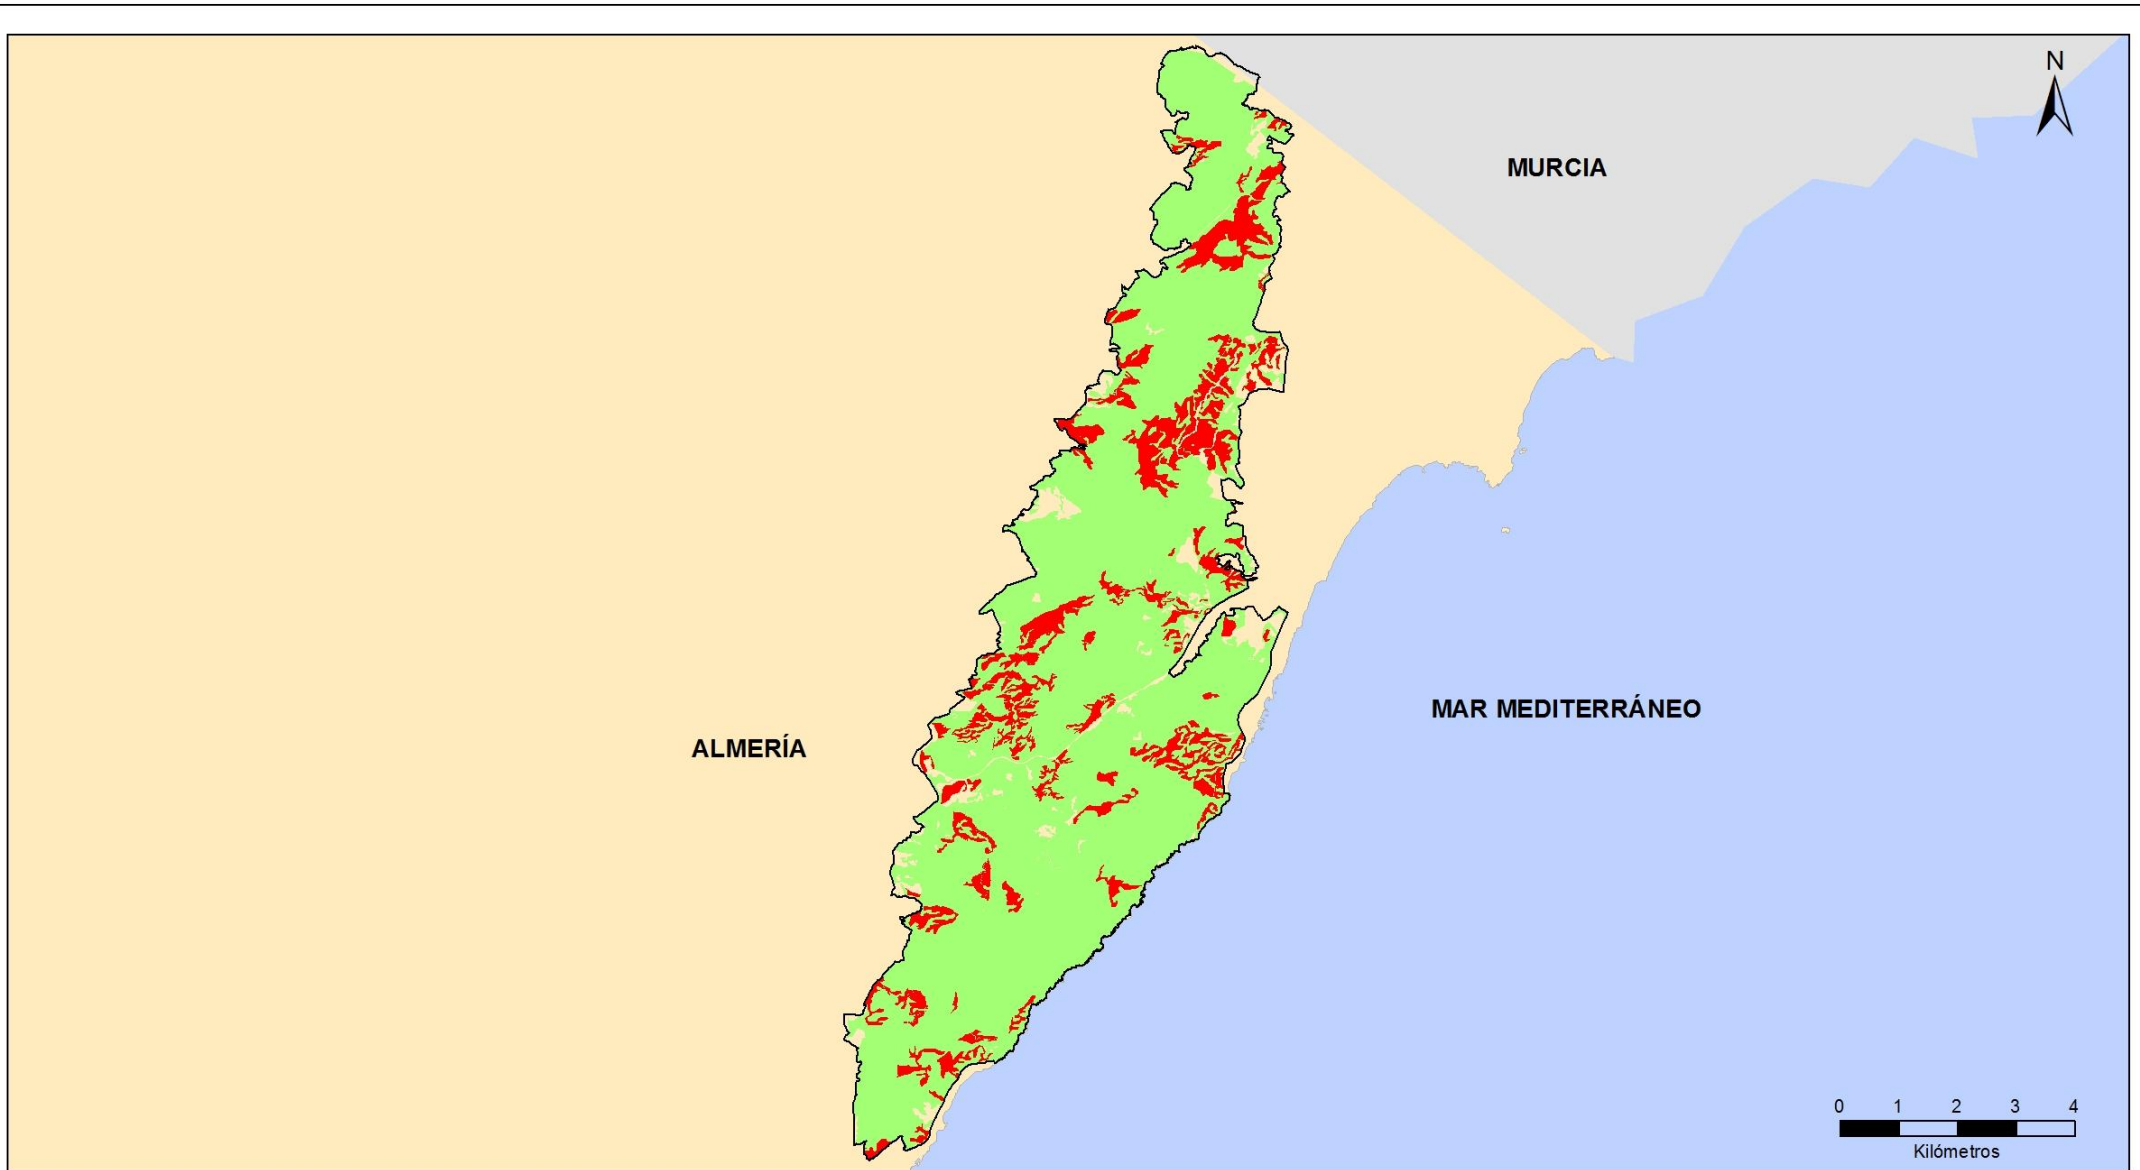 N
MURCIA
MAR MEDITERRÁNEO
ALMERÍA
0 1 2 3 4
Kilómetros